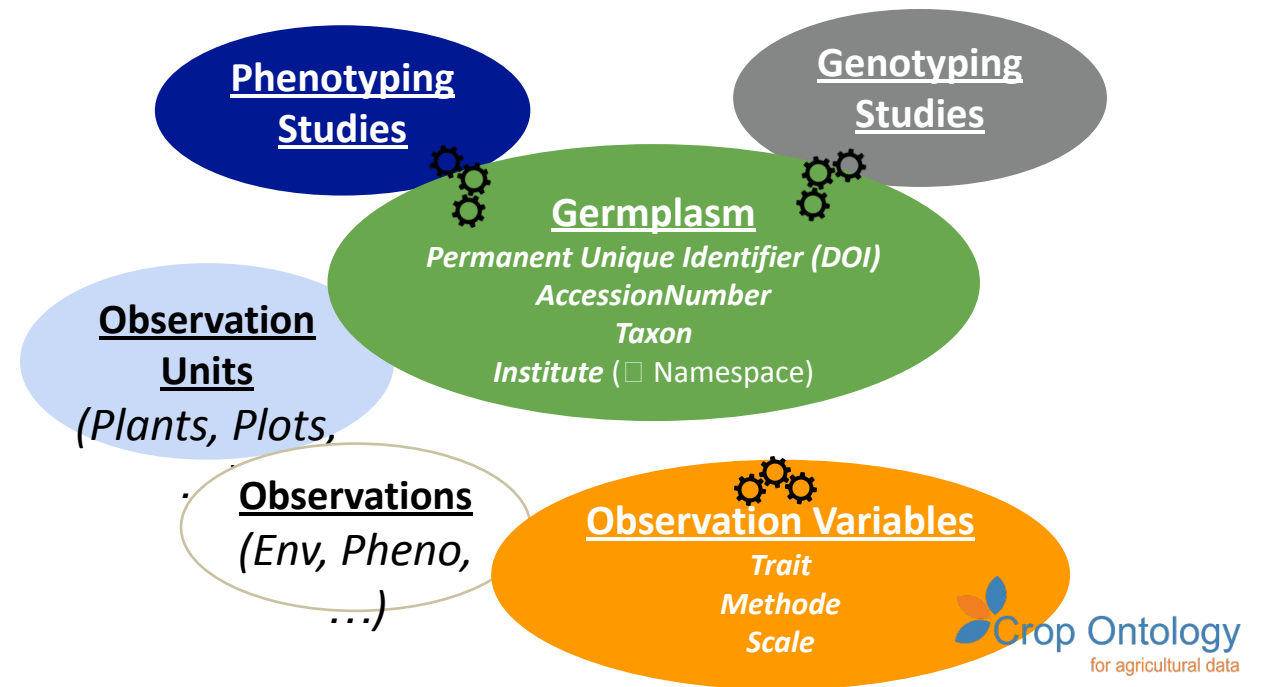 Phenotyping
Studies
Genotyping
Studies
Germplasm
Permanent Unique Identifier (DOI)
AccessionNumber
Taxon
Institute (□ Namespace)
Observation
Units
(Plants, Plots,
Observations
(Env, Pheno,
…)
Observation Variables
Trait
Methode
Scale
Crop Ontology
for agricultural data